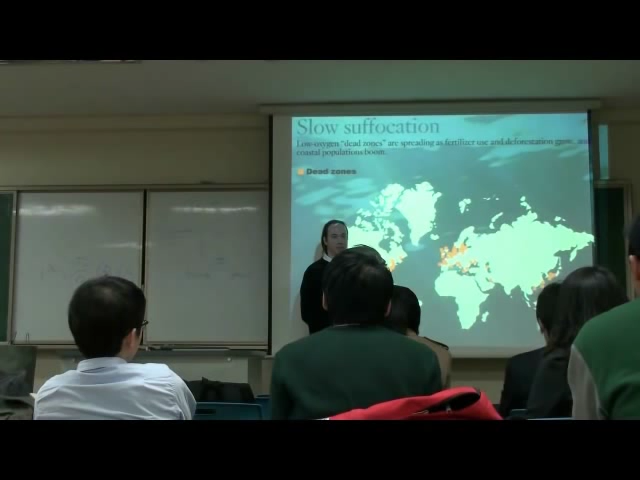 Slow suffocation
Low-oxygen "dead zones" are spreading as fertilizer use and deforestation grow, and
coastal populations boom.
Dead zones